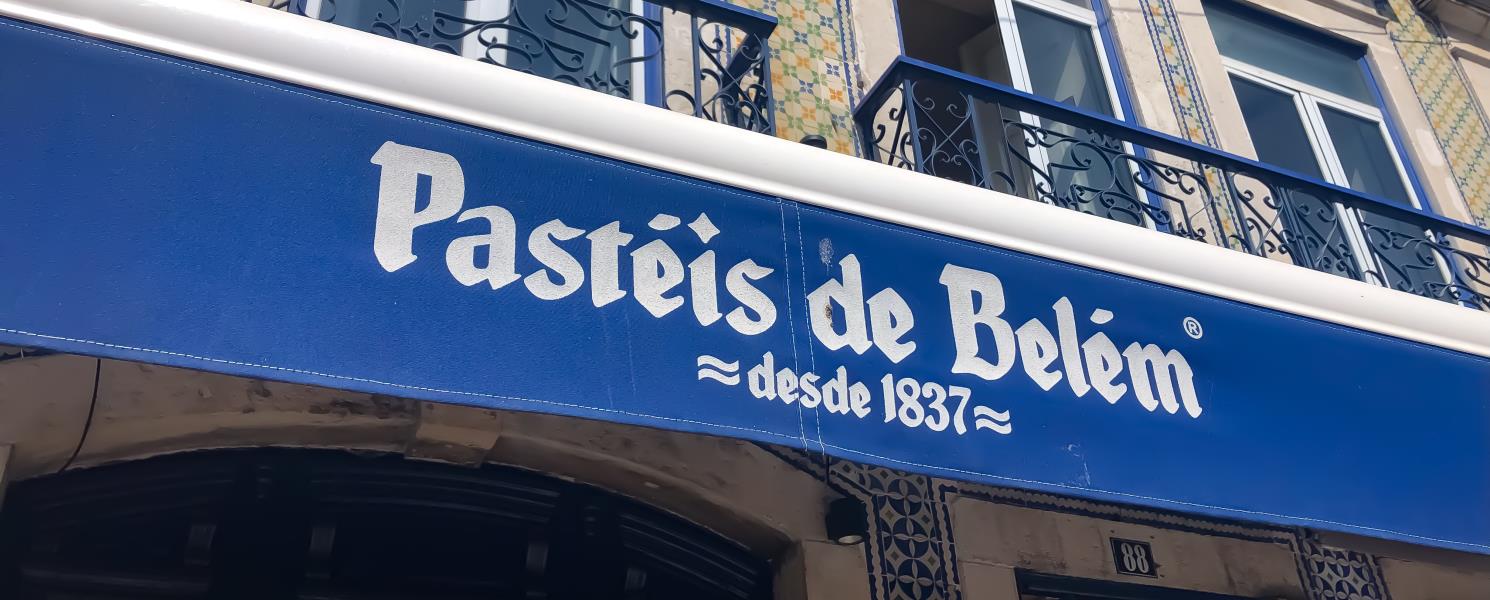 Pastéis de Belém®
≈desde 1837≈
88